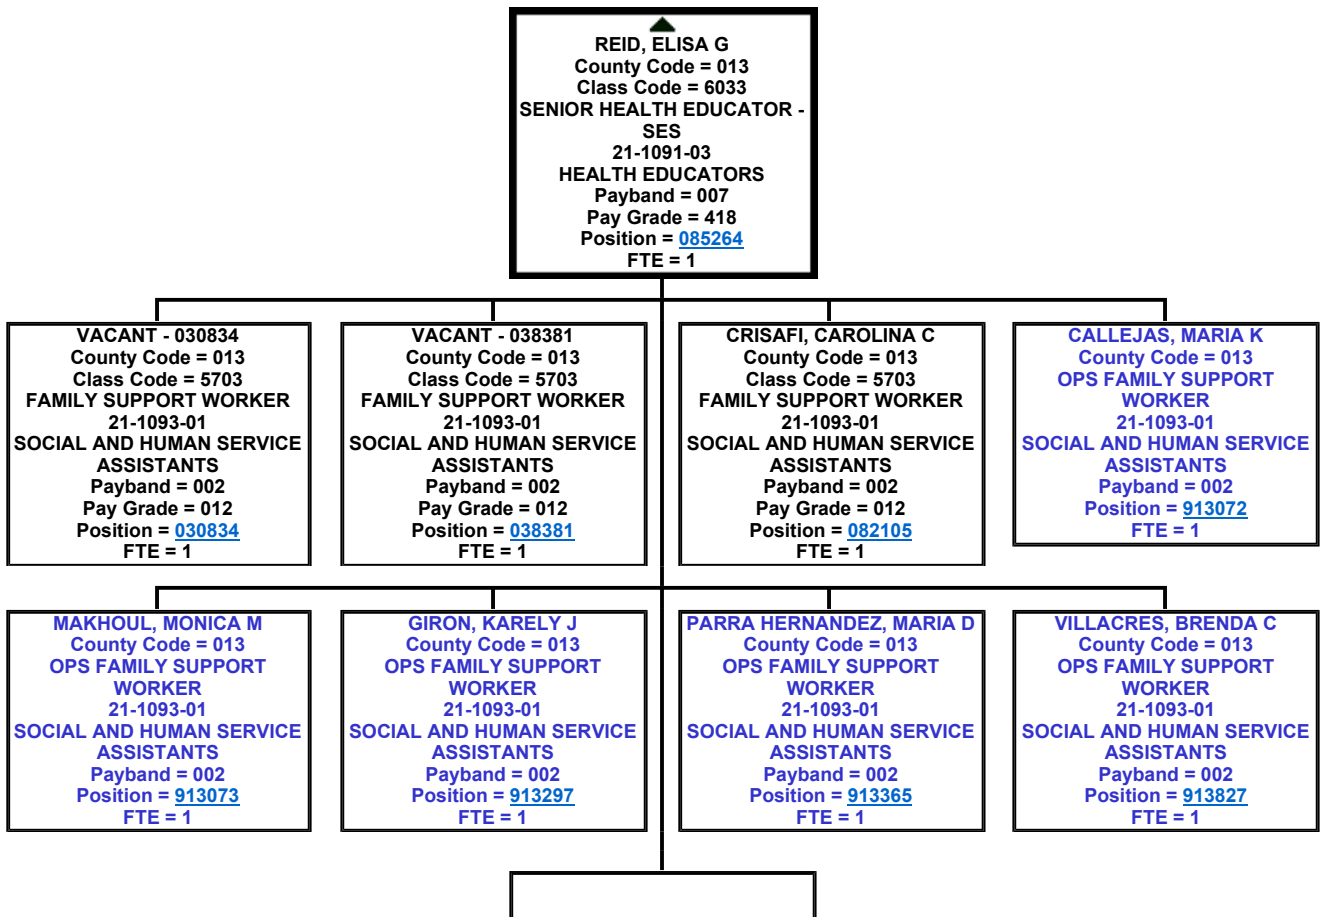 REID, ELISA G
County Code = 013
Class Code = 6033
SENIOR HEALTH EDUCATOR -
SES
21-1091-03
HEALTH EDUCATORS
Payband = 007
Pay Grade = 418
Position = 085264
FTE = 1
VACANT - 030834
County Code = 013
Class Code = 5703
FAMILY SUPPORT WORKER
21-1093-01
SOCIAL AND HUMAN SERVICE
ASSISTANTS
Payband = 002
Pay Grade = 012
Position = 030834
FTE = 1
VACANT - 038381
County Code = 013
Class Code = 5703
FAMILY SUPPORT WORKER
21-1093-01
SOCIAL AND HUMAN SERVICE
ASSISTANTS
Payband = 002
Pay Grade = 012
Position = 038381
FTE = 1
CRISAFI, CAROLINA C
County Code = 013
Class Code = 5703
FAMILY SUPPORT WORKER
21-1093-01
SOCIAL AND HUMAN SERVICE
ASSISTANTS
Payband = 002
Pay Grade = 012
Position = 082105
FTE = 1
CALLEJAS, MARIA K
County Code = 013
OPS FAMILY SUPPORT
WORKER
21-1093-01
SOCIAL AND HUMAN SERVICE
ASSISTANTS
Payband = 002
Position = 913072
FTE = 1
MAKHOUL, MONICA M
County Code = 013
OPS FAMILY SUPPORT
WORKER
21-1093-01
SOCIAL AND HUMAN SERVICE
ASSISTANTS
Payband = 002
Position = 913073
FTE = 1
GIRON, KARELY J
County Code = 013
OPS FAMILY SUPPORT
WORKER
21-1093-01
SOCIAL AND HUMAN SERVICE
ASSISTANTS
Payband = 002
Position = 913297
FTE = 1
PARRA HERNANDEZ, MARIA D
County Code = 013
OPS FAMILY SUPPORT
WORKER
21-1093-01
SOCIAL AND HUMAN SERVICE
ASSISTANTS
Payband = 002
Position = 913365
FTE = 1
VILLACRES, BRENDA C
County Code = 013
OPS FAMILY SUPPORT
WORKER
21-1093-01
SOCIAL AND HUMAN SERVICE
ASSISTANTS
Payband = 002
Position = 913827
FTE = 1